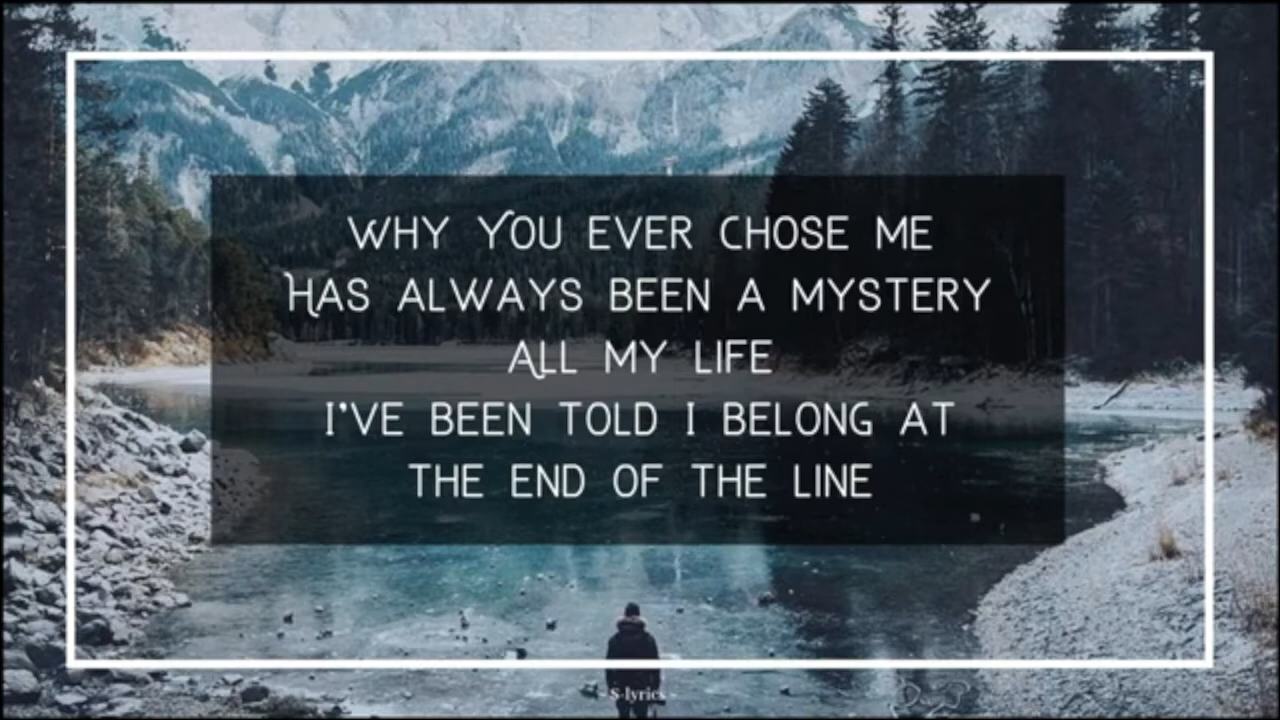 WHY YOU EVER CHOSE ME
HAS ALWAYS BEEN A MYSTERY
ALL MY LIFE
I'VE BEEN TOLD I BELONG AT
THE END OF THE LINE
- S-lyrics -